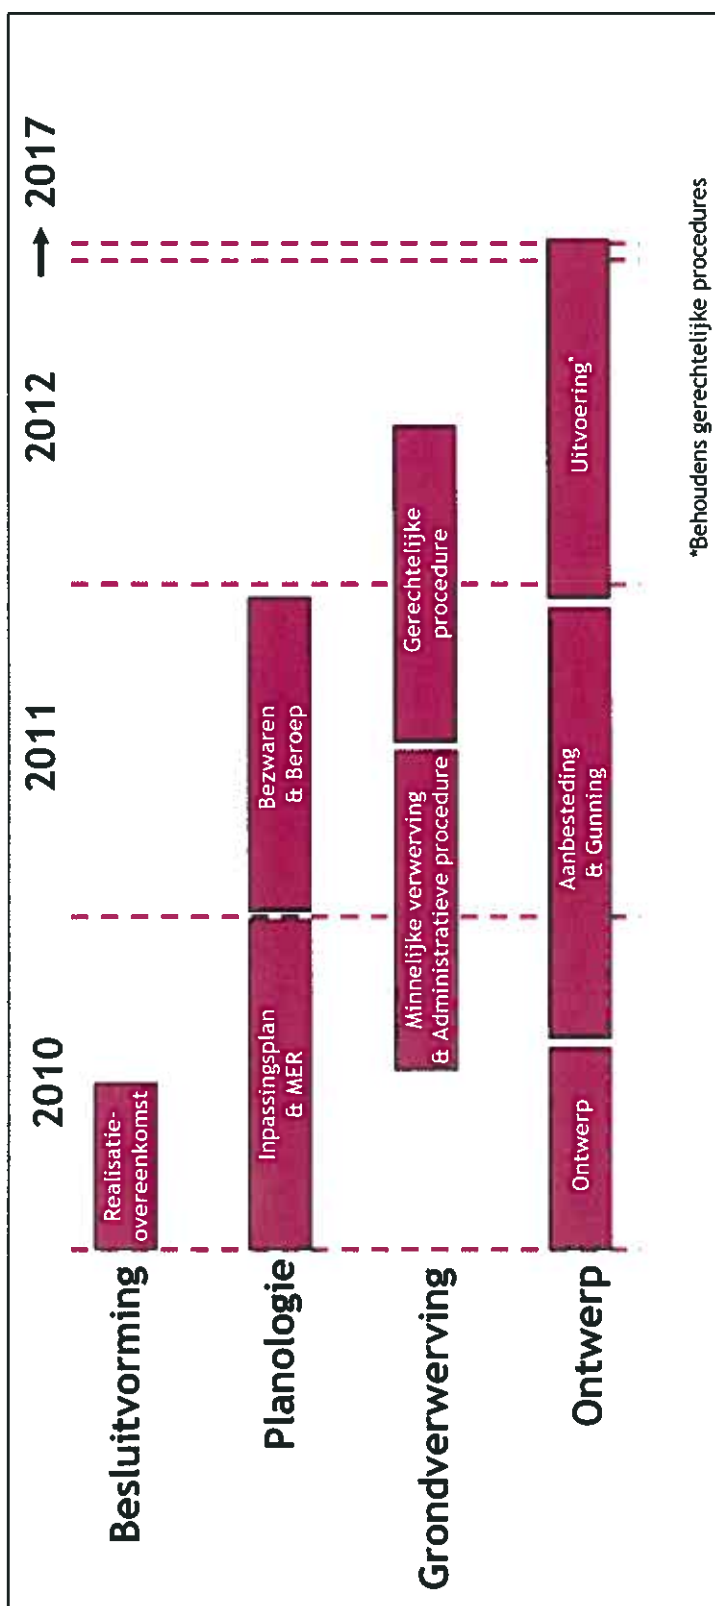 2010 2011 2012 → 2017
Besluitvorming
Realisatie-
overeenkomst
Planologie
Inpassingsplan
& MER
Bezwaren
& Beroep
Grondverwerving
Minnelijke verwerving
& Administratieve procedure
Gerechtelijke
procedure
Ontwerp
Ontwerp
Aanbesteding
& Gunning
Uitvoering*
*Behoudens gerechtelijke procedures